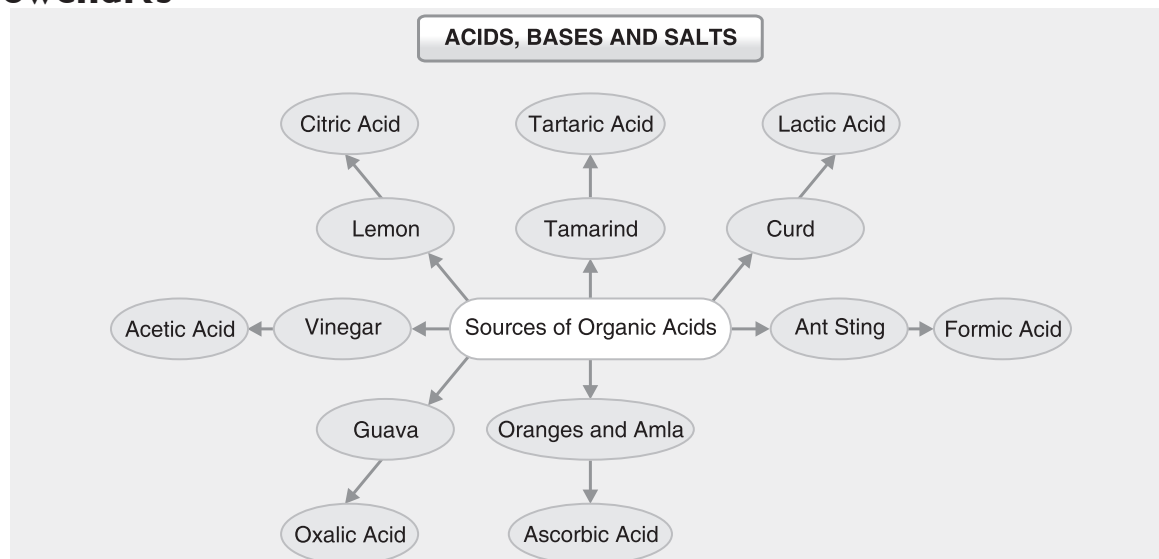 ACIDS, BASES AND SALTS
Citric Acid
Tartaric Acid
Lactic Acid
Lemon
Tamarind
Curd
Acetic Acid
Vinegar
Sources of Organic Acids
Ant Sting
Formic Acid
Guava
Oranges and Amla
Oxalic Acid
Ascorbic Acid